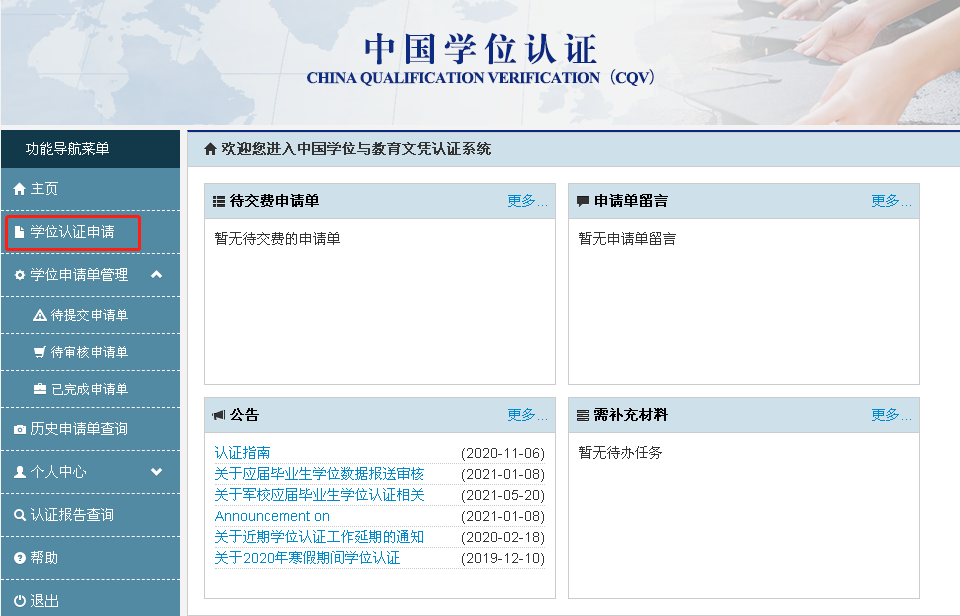 中国学位认证
CHINA QUALIFICATION VERIFICATION（CQV）
功能导航菜单
主页
学位认证申请
学位申请单管理
待提交申请单
待审核申请单
已完成申请单
历史申请单查询
个人中心
认证报告查询
帮助
退出
欢迎您进入中国学位与教育文凭认证系统
待交费申请单 更多...
暂无待交费的申请单
申请单留言 更多...
暂无申请单留言
公告 更多...
认证指南 (2020-11-06)
关于应届毕业生学位数据报送审核 (2021-01-08)
关于军校应届毕业生学位认证相关 (2021-05-20)
Announcement on (2021-01-08)
关于近期学位认证工作延期的通知 (2020-02-18)
关于2020年寒假期间学位认证 (2019-12-10)
需补充材料 更多...
暂无待办任务